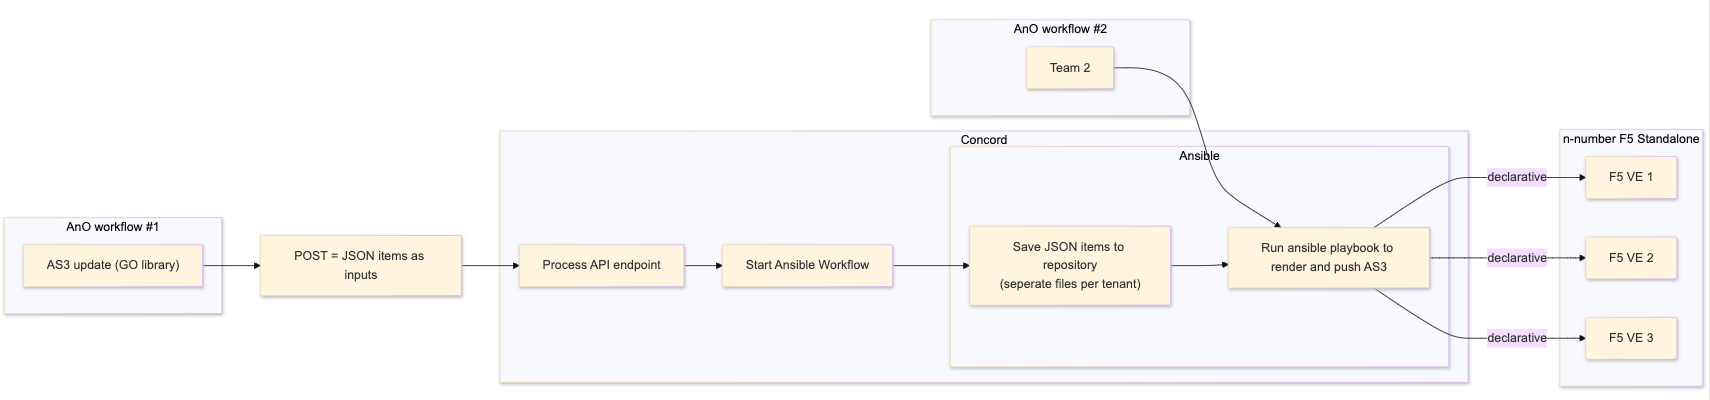 AnO workflow #2
Team 2
Concord
Ansible
n-number F5 Standalone
AnO workflow #1
AS3 update (GO library)
POST = JSON items as
inputs
Process API endpoint
Start Ansible Workflow
Save JSON items to
repository
(seperate files per tenant)
Run ansible playbook to
render and push AS3
declarative
F5 VE 1
declarative
F5 VE 2
declarative
F5 VE 3